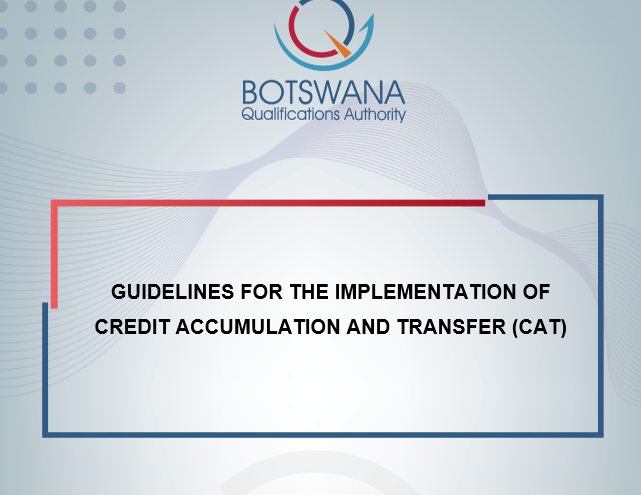 BOTSWANA
Qualifications Authority
GUIDELINES FOR THE IMPLEMENTATION OF
CREDIT ACCUMULATION AND TRANSFER (CAT)